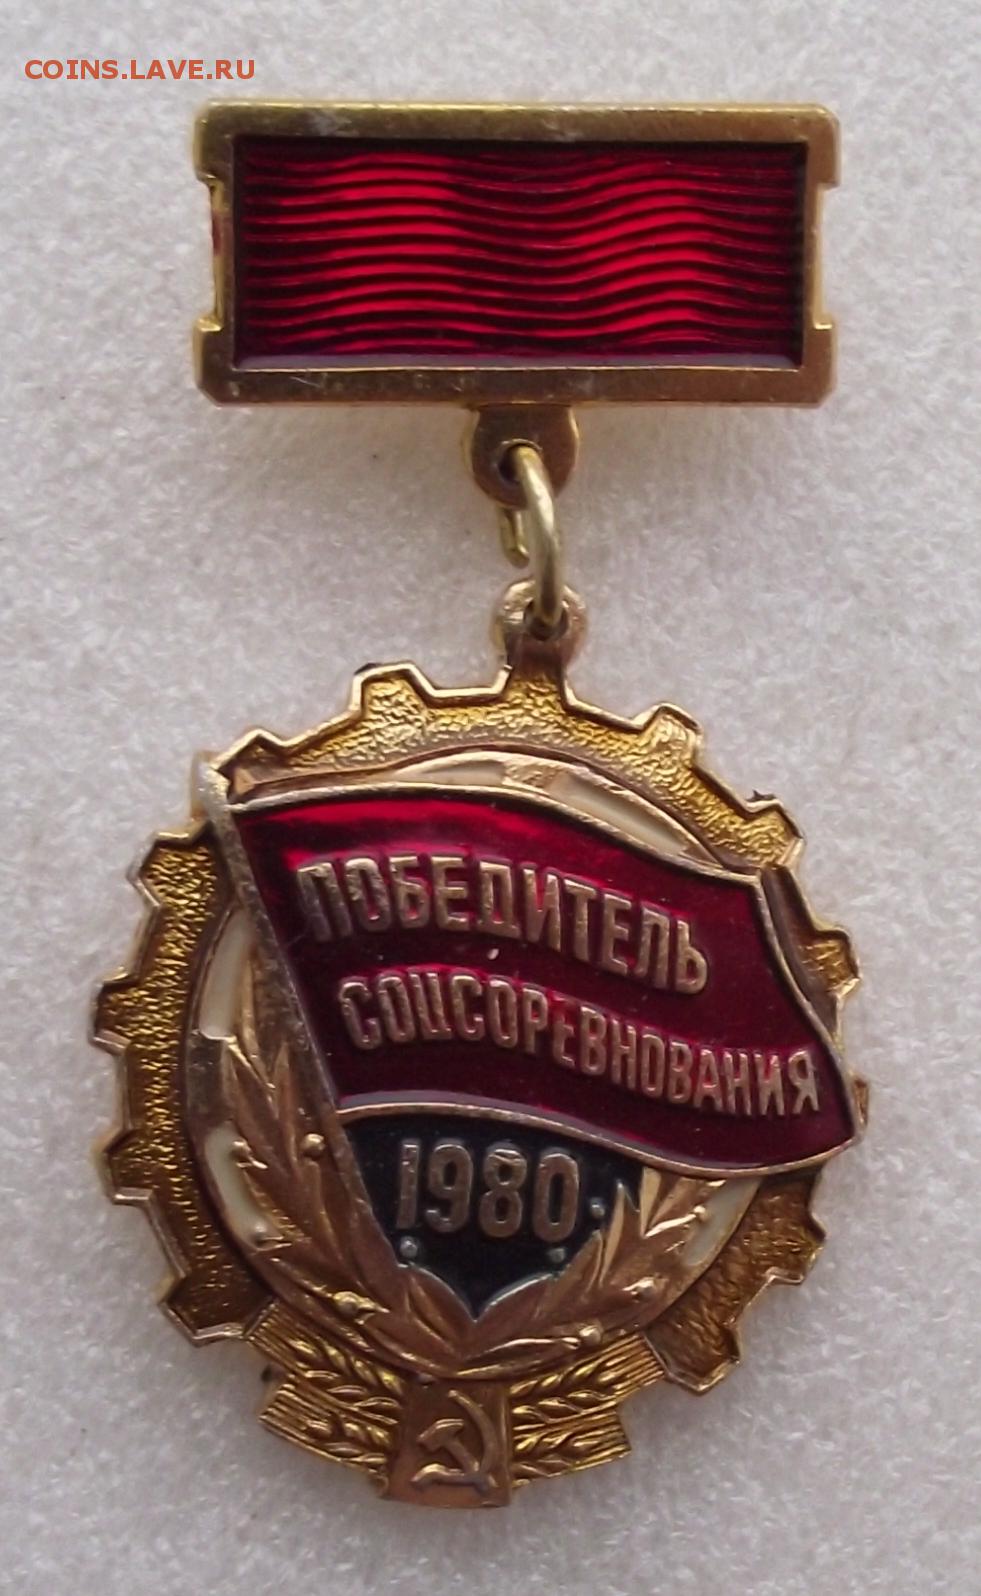 COINS.LAVE.RU
ПОБЕДИТЕЛЬ
СОЦСОРЕВНОВАНИЯ
1980